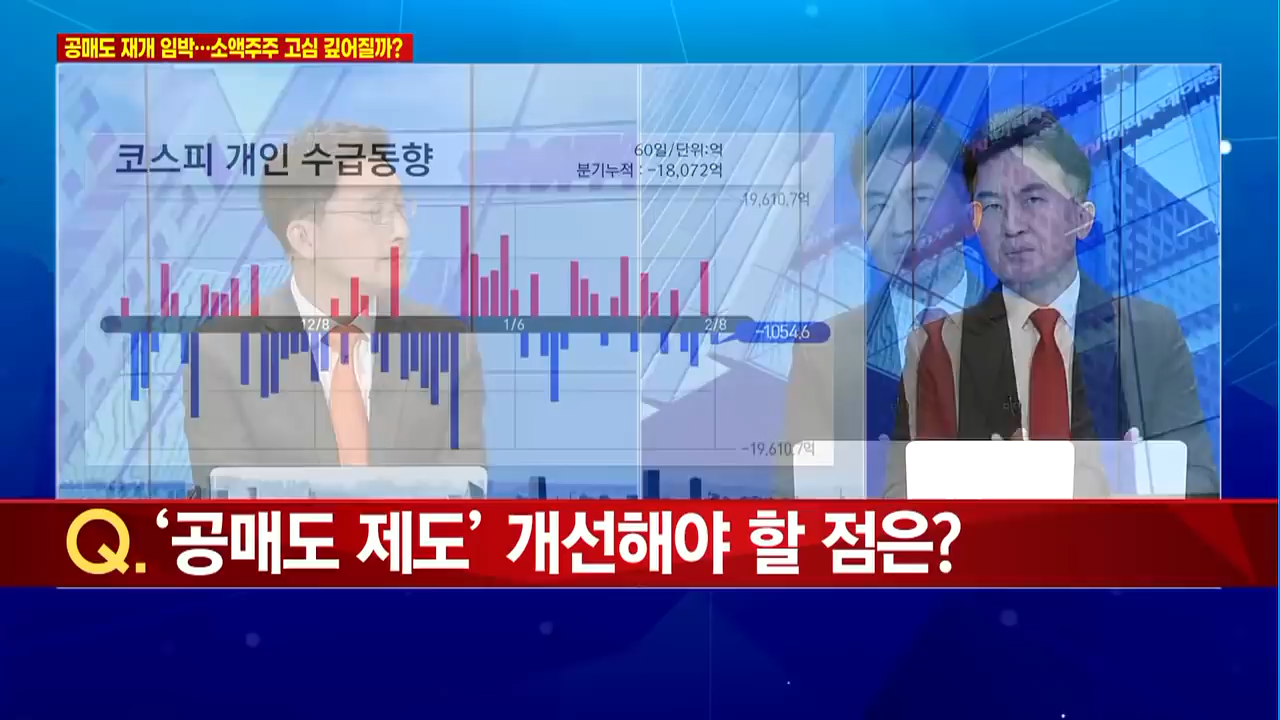 공매도 재개 임박…소액주주 고심 깊어질까?
코스피 개인 수급동향
60일/단위:억
분기누적 : -18,072억
19,610.7억
12/8
1/6
2/8
-1,054.6
-19,610.7억
Q. ‘공매도 제도’ 개선해야 할 점은?